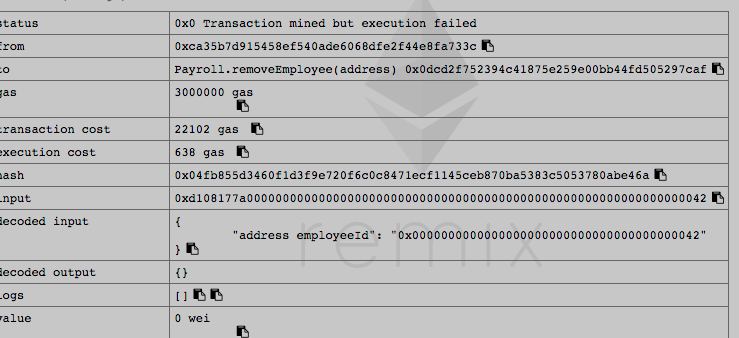 status 0x0 Transaction mined but execution failed
from 0xca35b7d915458ef540ade6068dfe2f44e8fa733c
to Payroll.removeEmployee(address) 0x0dcd2f752394c41875e259e00bb44fd505297caf
gas 3000000 gas
transaction cost 22102 gas
execution cost 638 gas
hash 0x04fb855d3460f1d3f9e720f6c0c8471ecf1145ceb870ba5383c5053780abe46a
input 0xd108177a0000000000000000000000000000000000000000000000000000000000000042
decoded input {
"address employeeId": "0x0000000000000000000000000000000000000042"
}
decoded output {}
logs []
value 0 wei
remix